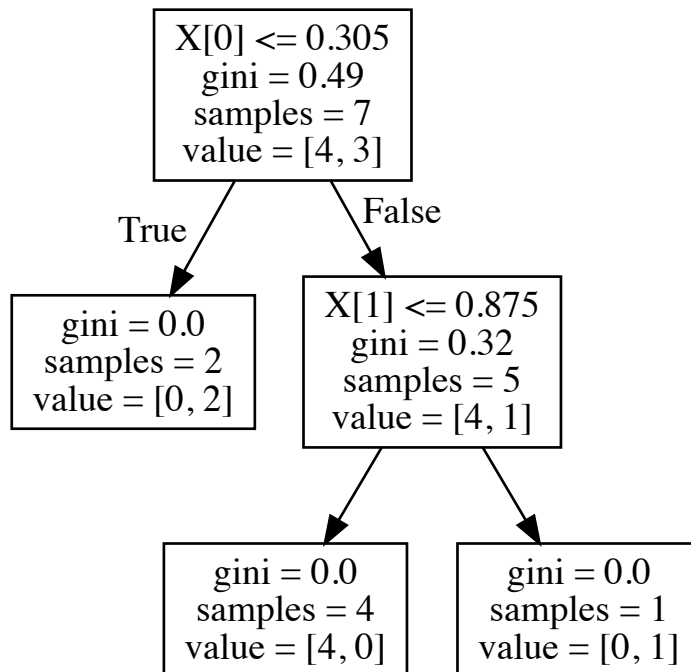 X[0] <= 0.305
gini = 0.49
samples = 7
value = [4, 3]
True
False
gini = 0.0
samples = 2
value = [0, 2]
X[1] <= 0.875
gini = 0.32
samples = 5
value = [4, 1]
gini = 0.0
samples = 4
value = [4, 0]
gini = 0.0
samples = 1
value = [0, 1]